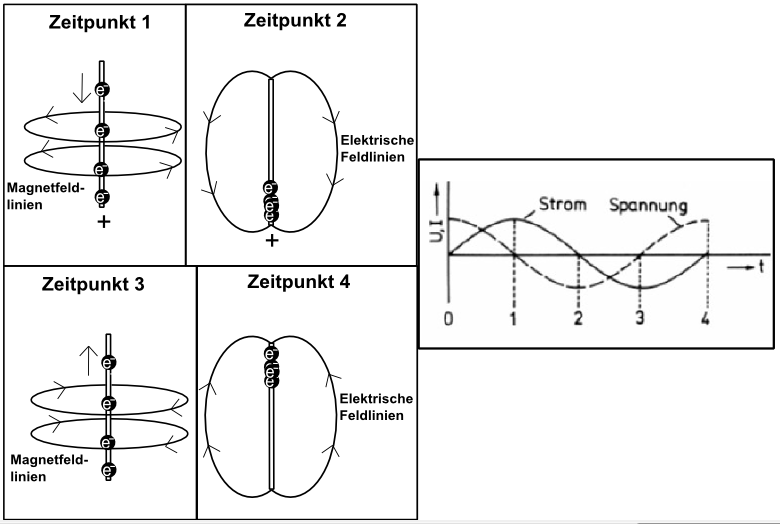 Zeitpunkt 1
e⁻
e⁻
e⁻
e⁻
Magnetfeld-
linien
+
Zeitpunkt 2
Elektrische
Feldlinien
e⁻
e⁻
e⁻
+
Zeitpunkt 3
e⁻
e⁻
e⁻
e⁻
Magnetfeld-
linien
Zeitpunkt 4
e⁻
e⁻
e⁻
Elektrische
Feldlinien
U,I
Strom
Spannung
t
0 1 2 3 4